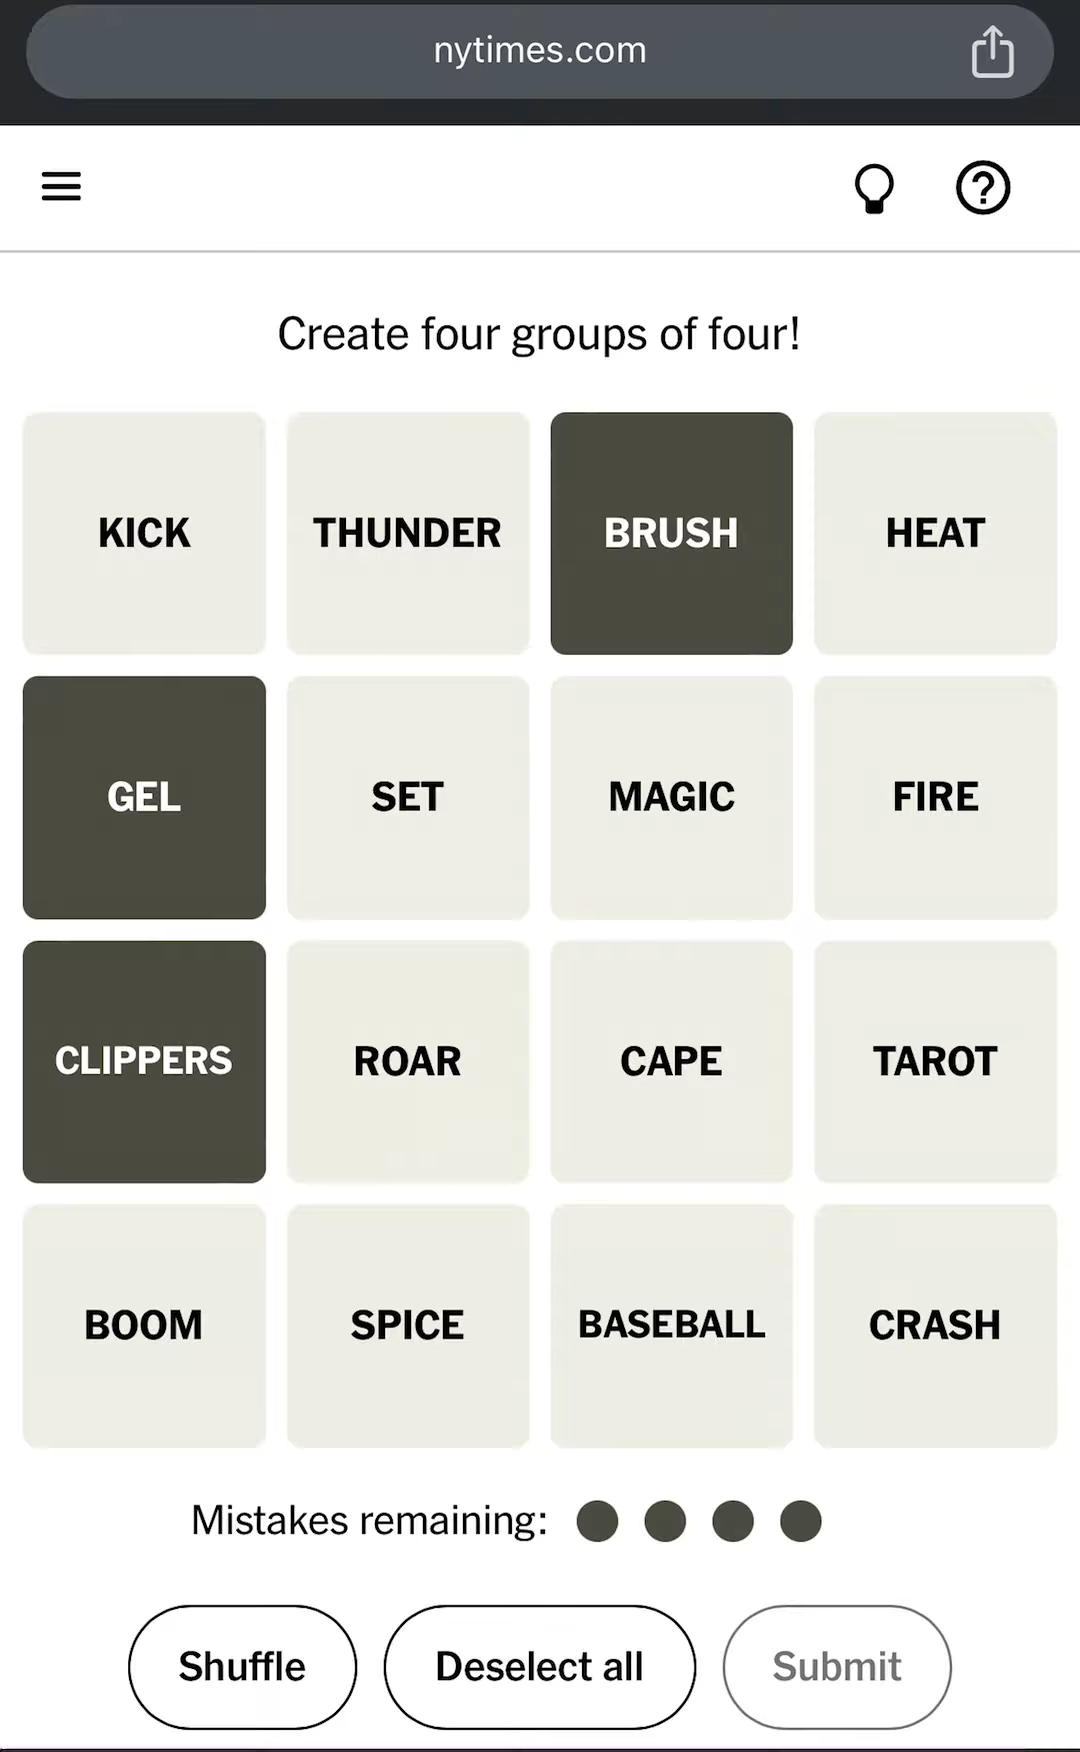 nytimes.com
Create four groups of four!
KICK THUNDER BRUSH HEAT
GEL SET MAGIC FIRE
CLIPPERS ROAR CAPE TAROT
BOOM SPICE BASEBALL CRASH
Mistakes remaining:
Shuffle Deselect all Submit